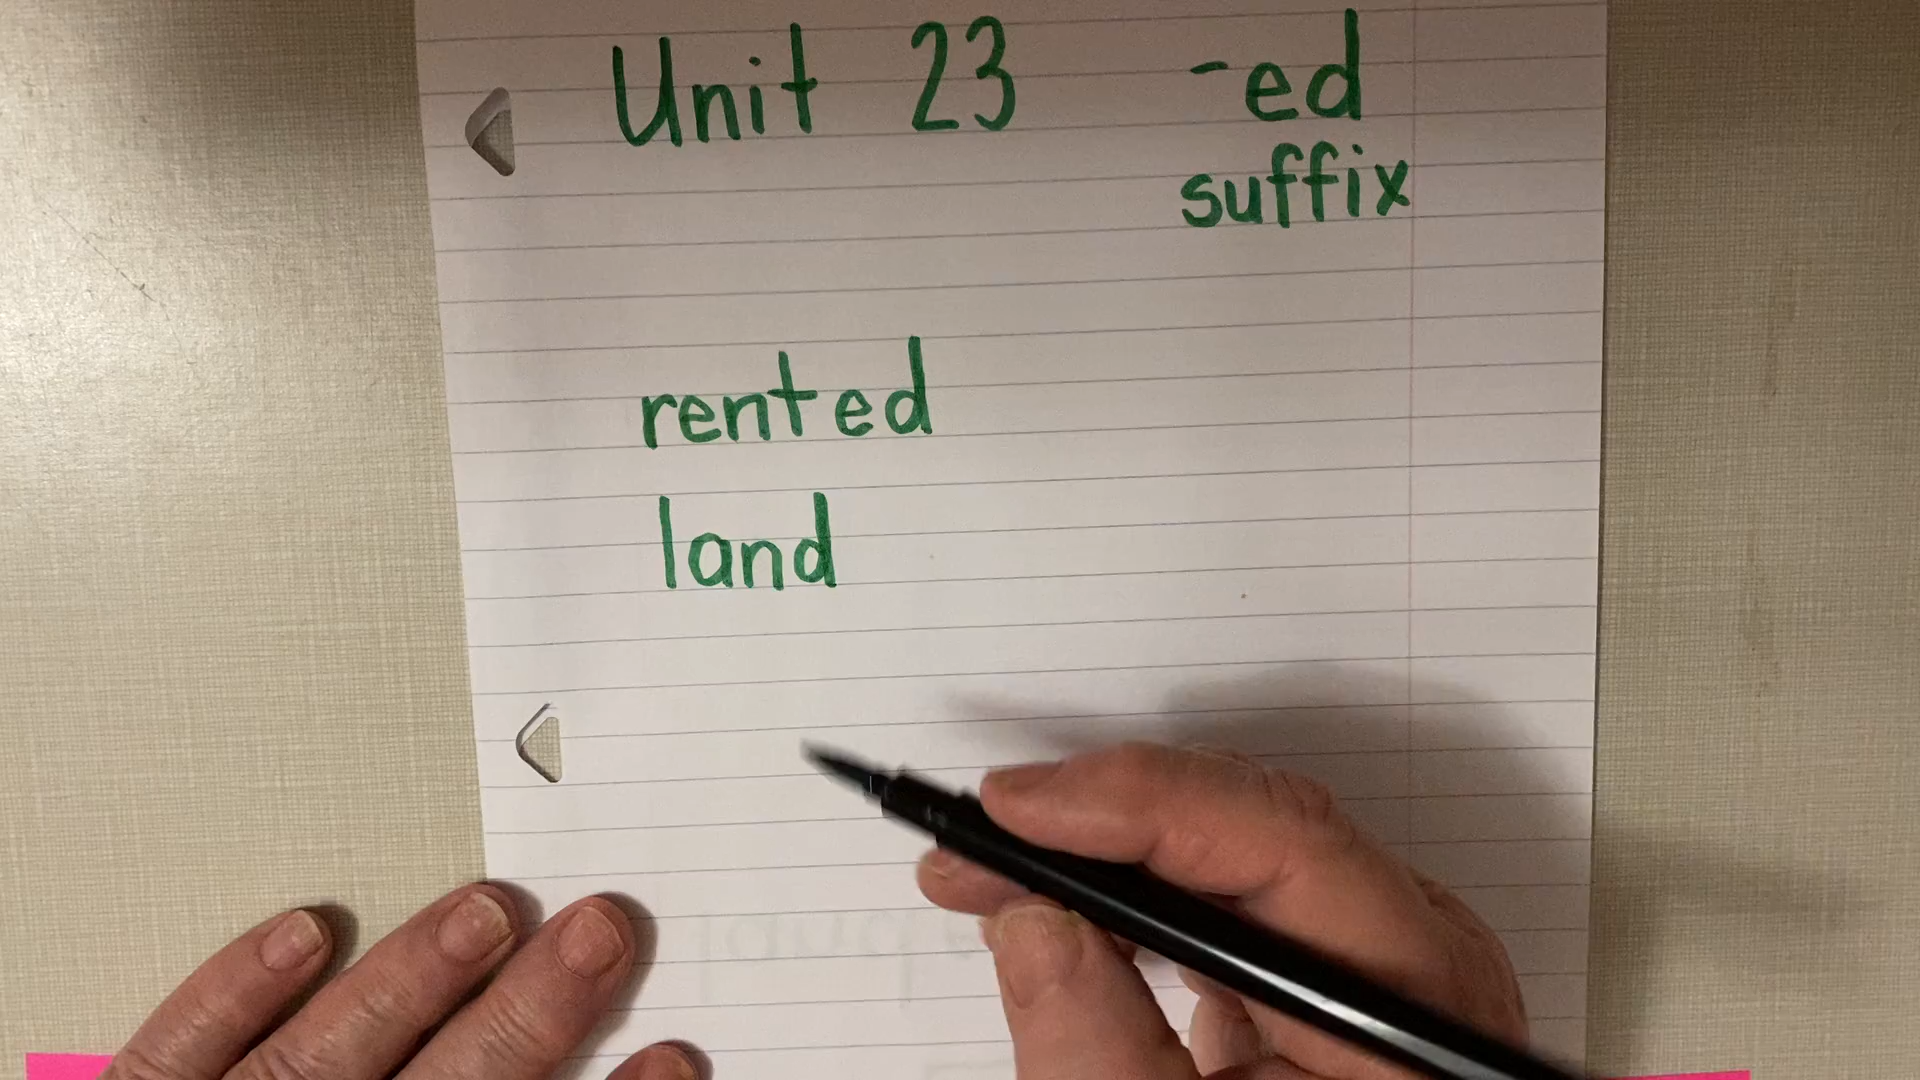 Unit 23 -ed
suffix
rented
land